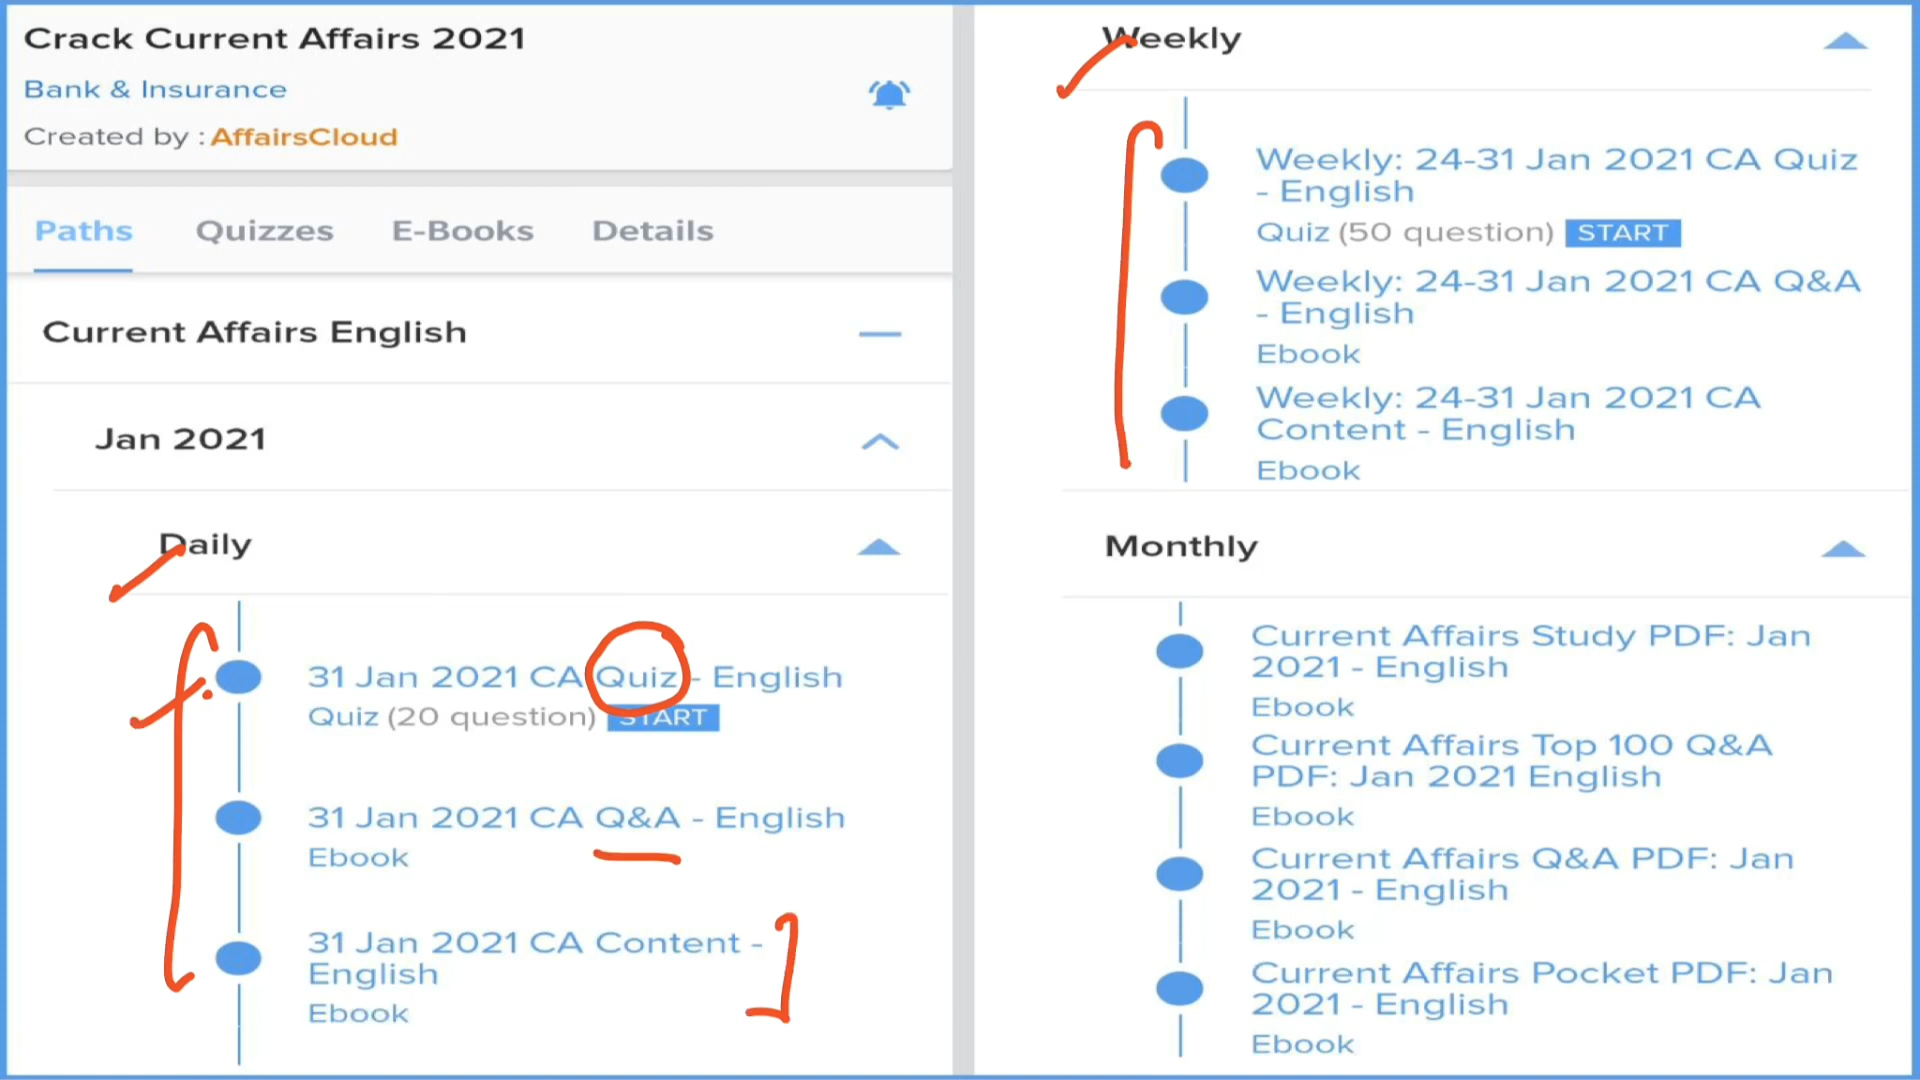 Crack Current Affairs 2021
Bank & Insurance
Created by : AffairsCloud
Paths Quizzes E-Books Details
Current Affairs English
Jan 2021
Daily
31 Jan 2021 CA Quiz - English
Quiz (20 question) START
31 Jan 2021 CA Q&A - English
Ebook
31 Jan 2021 CA Content -
English
Ebook
Weekly
Weekly: 24-31 Jan 2021 CA Quiz
- English
Quiz (50 question) START
Weekly: 24-31 Jan 2021 CA Q&A
- English
Ebook
Weekly: 24-31 Jan 2021 CA
Content - English
Ebook
Monthly
Current Affairs Study PDF: Jan
2021 - English
Ebook
Current Affairs Top 100 Q&A
PDF: Jan 2021 English
Ebook
Current Affairs Q&A PDF: Jan
2021 - English
Ebook
Current Affairs Pocket PDF: Jan
2021 - English
Ebook